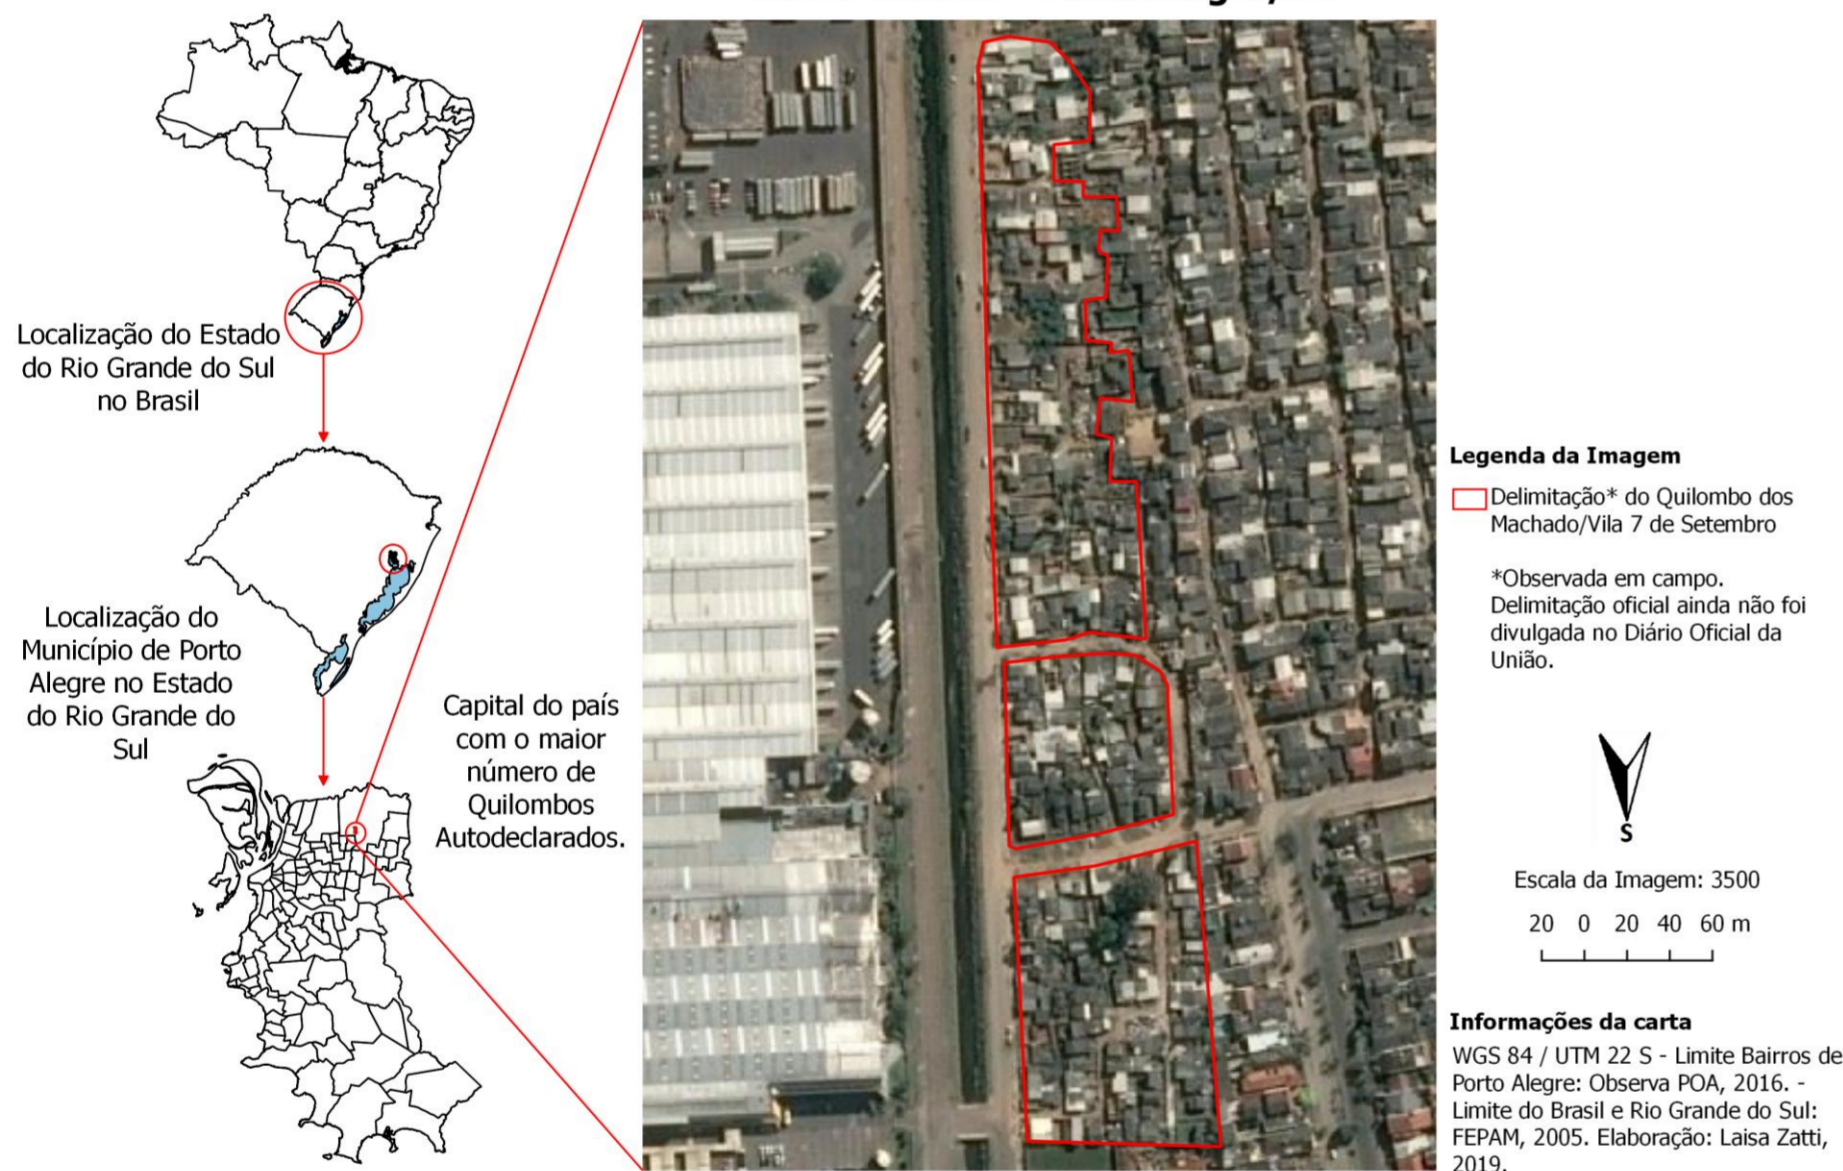 Localização do Estado
do Rio Grande do Sul
no Brasil
Localização do
Município de Porto
Alegre no Estado
do Rio Grande do
Sul
Capital do país
com o maior
número de
Quilombos
Autodeclarados.
Legenda da Imagem
Delimitação* do Quilombo dos
Machado/Vila 7 de Setembro
*Observada em campo.
Delimitação oficial ainda não foi
divulgada no Diário Oficial da
União.
S
Escala da Imagem: 3500
20 0 20 40 60 m
Informações da carta
WGS 84 / UTM 22 S - Limite Bairros de
Porto Alegre: Observa POA, 2016. -
Limite do Brasil e Rio Grande do Sul:
FEPAM, 2005. Elaboração: Laisa Zatti,
2019.